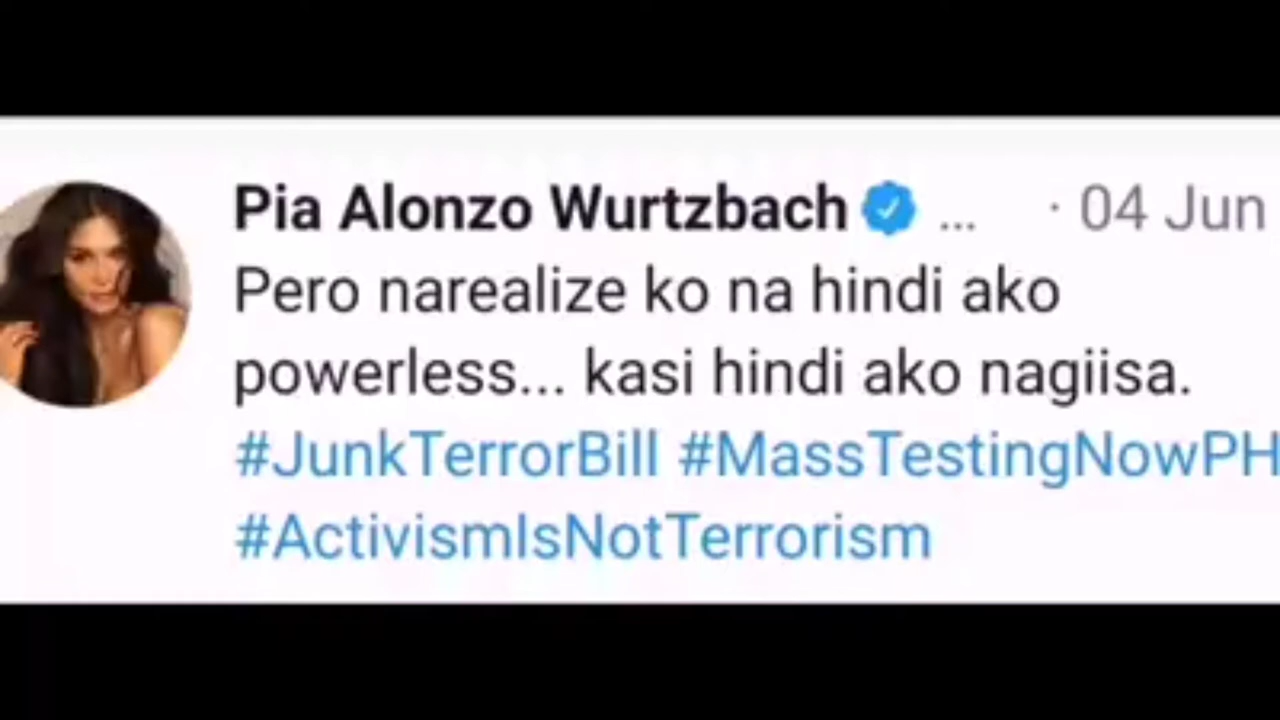 Pia Alonzo Wurtzbach ... · 04 Jun
Pero narealize ko na hindi ako
powerless... kasi hindi ako nagiisa.
#JunkTerrorBill #MassTestingNowPH
#ActivismIsNotTerrorism